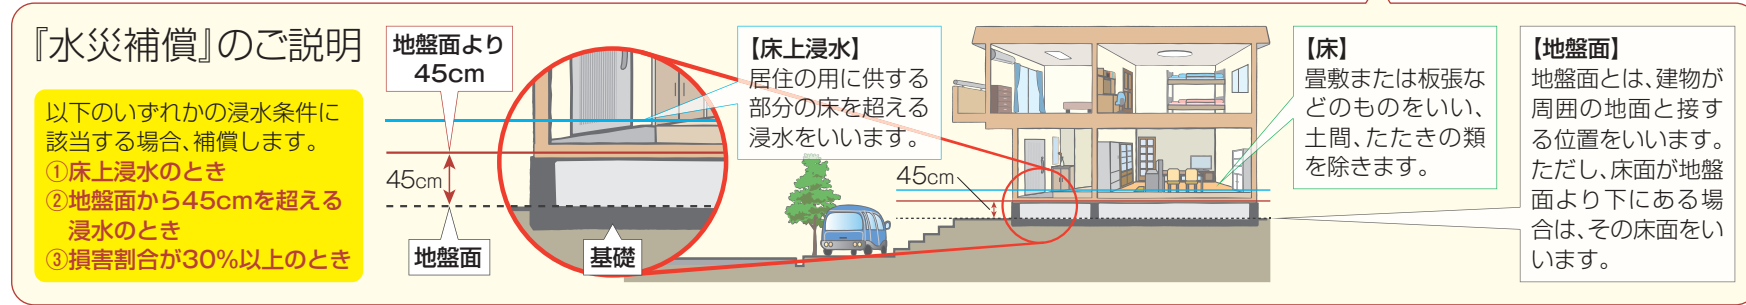 『水災補償』のご説明
以下のいずれかの浸水条件に
該当する場合、補償します。
①床上浸水のとき
②地盤面から45cmを超える
浸水のとき
③損害割合が30%以上のとき
地盤面より
45cm
45cm
地盤面
基礎
【床上浸水】
居住の用に供する
部分の床を超える
浸水をいいます。
45cm
【床】
畳敷または板張な
どのものをいい、
土間、たたきの類
を除きます。
【地盤面】
地盤面とは、建物が
周囲の地面と接す
る位置をいいます。
ただし、床面が地盤
面より下にある場
合は、その床面をい
います。